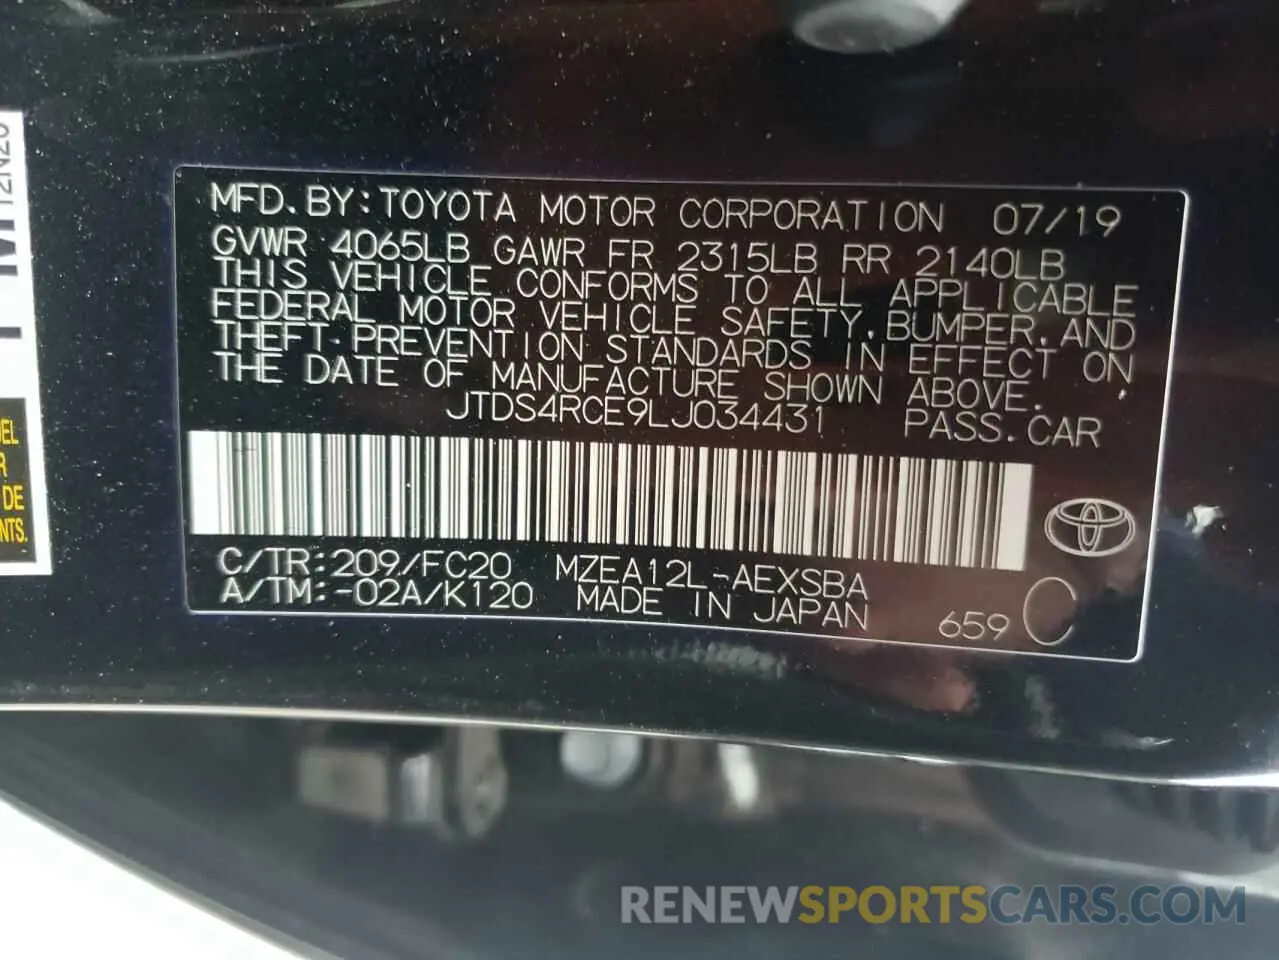 MFD. BY: TOYOTA MOTOR CORPORATION 07/19
GVWR 4065LB GAWR FR 2315LB RR 2140LB
THIS VEHICLE CONFORMS TO ALL APPLICABLE
FEDERAL MOTOR VEHICLE SAFETY, BUMPER, AND
THEFT PREVENTION STANDARDS IN EFFECT ON
THE DATE OF MANUFACTURE SHOWN ABOVE.
JTDS4RCE9LJ034431 PASS. CAR
C/TR: 209/FC20 MZEA12L-AEXSBA
A/TM: -02A/K120 MADE IN JAPAN 659 C
DE
NTS.
RENEWSPORTSCARS.COM